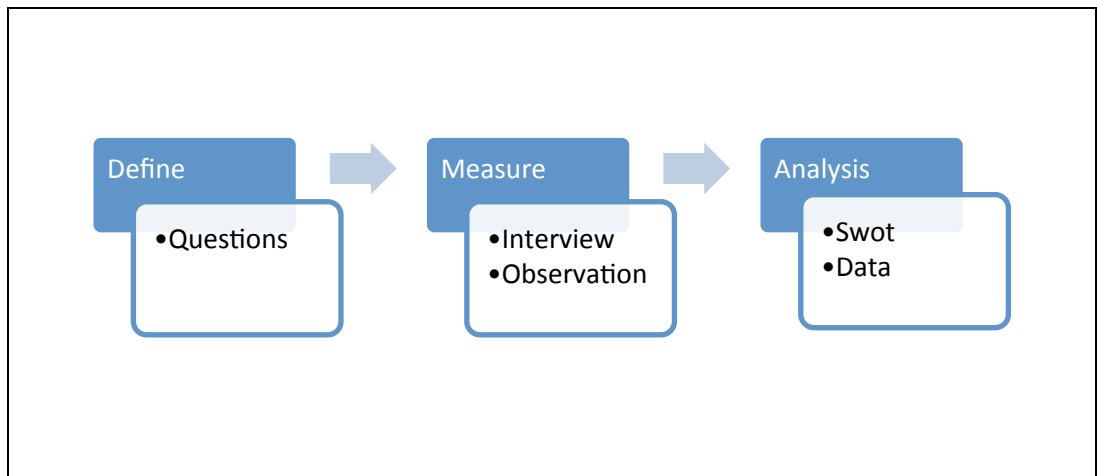 Define
•Questions
Measure
•Interview
•Observation
Analysis
•Swot
•Data